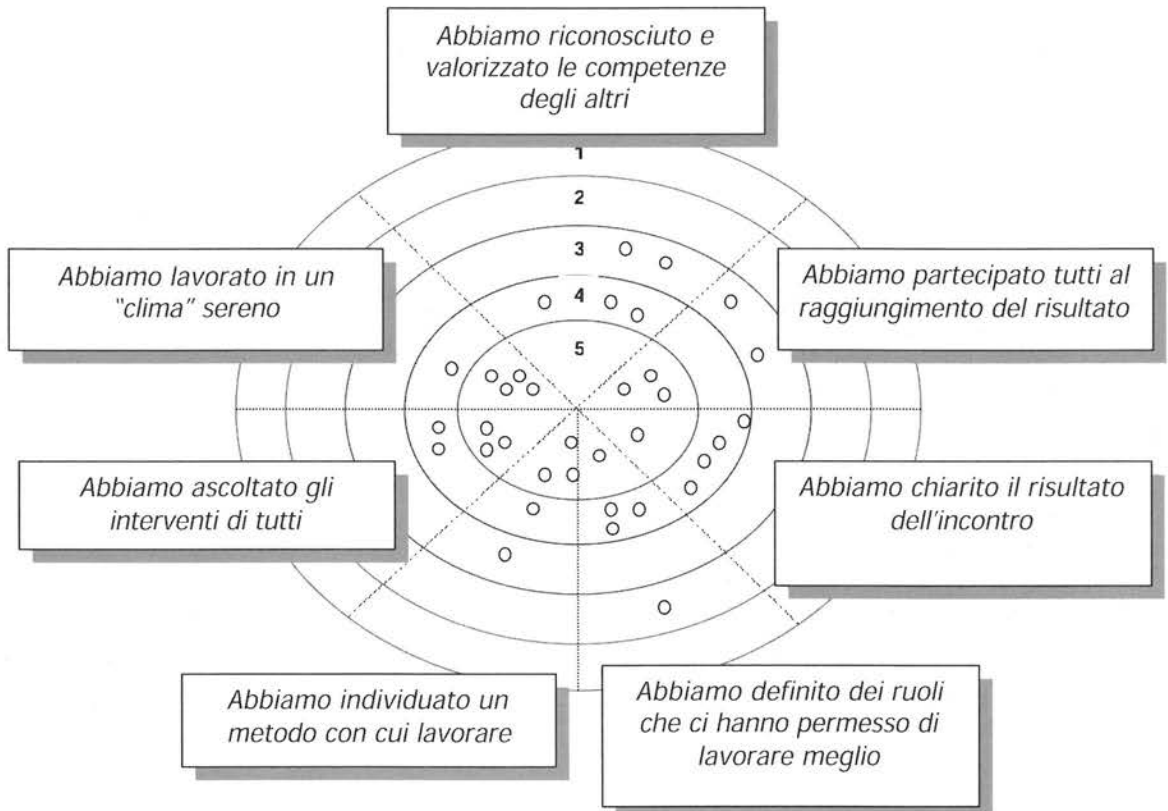 Abbiamo riconosciuto e
valorizzato le competenze
degli altri
1
2
3
4
5
Abbiamo lavorato in un
"clima" sereno
Abbiamo partecipato tutti al
raggiungimento del risultato
Abbiamo ascoltato gli
interventi di tutti
Abbiamo chiarito il risultato
dell'incontro
Abbiamo individuato un
metodo con cui lavorare
Abbiamo definito dei ruoli
che ci hanno permesso di
lavorare meglio